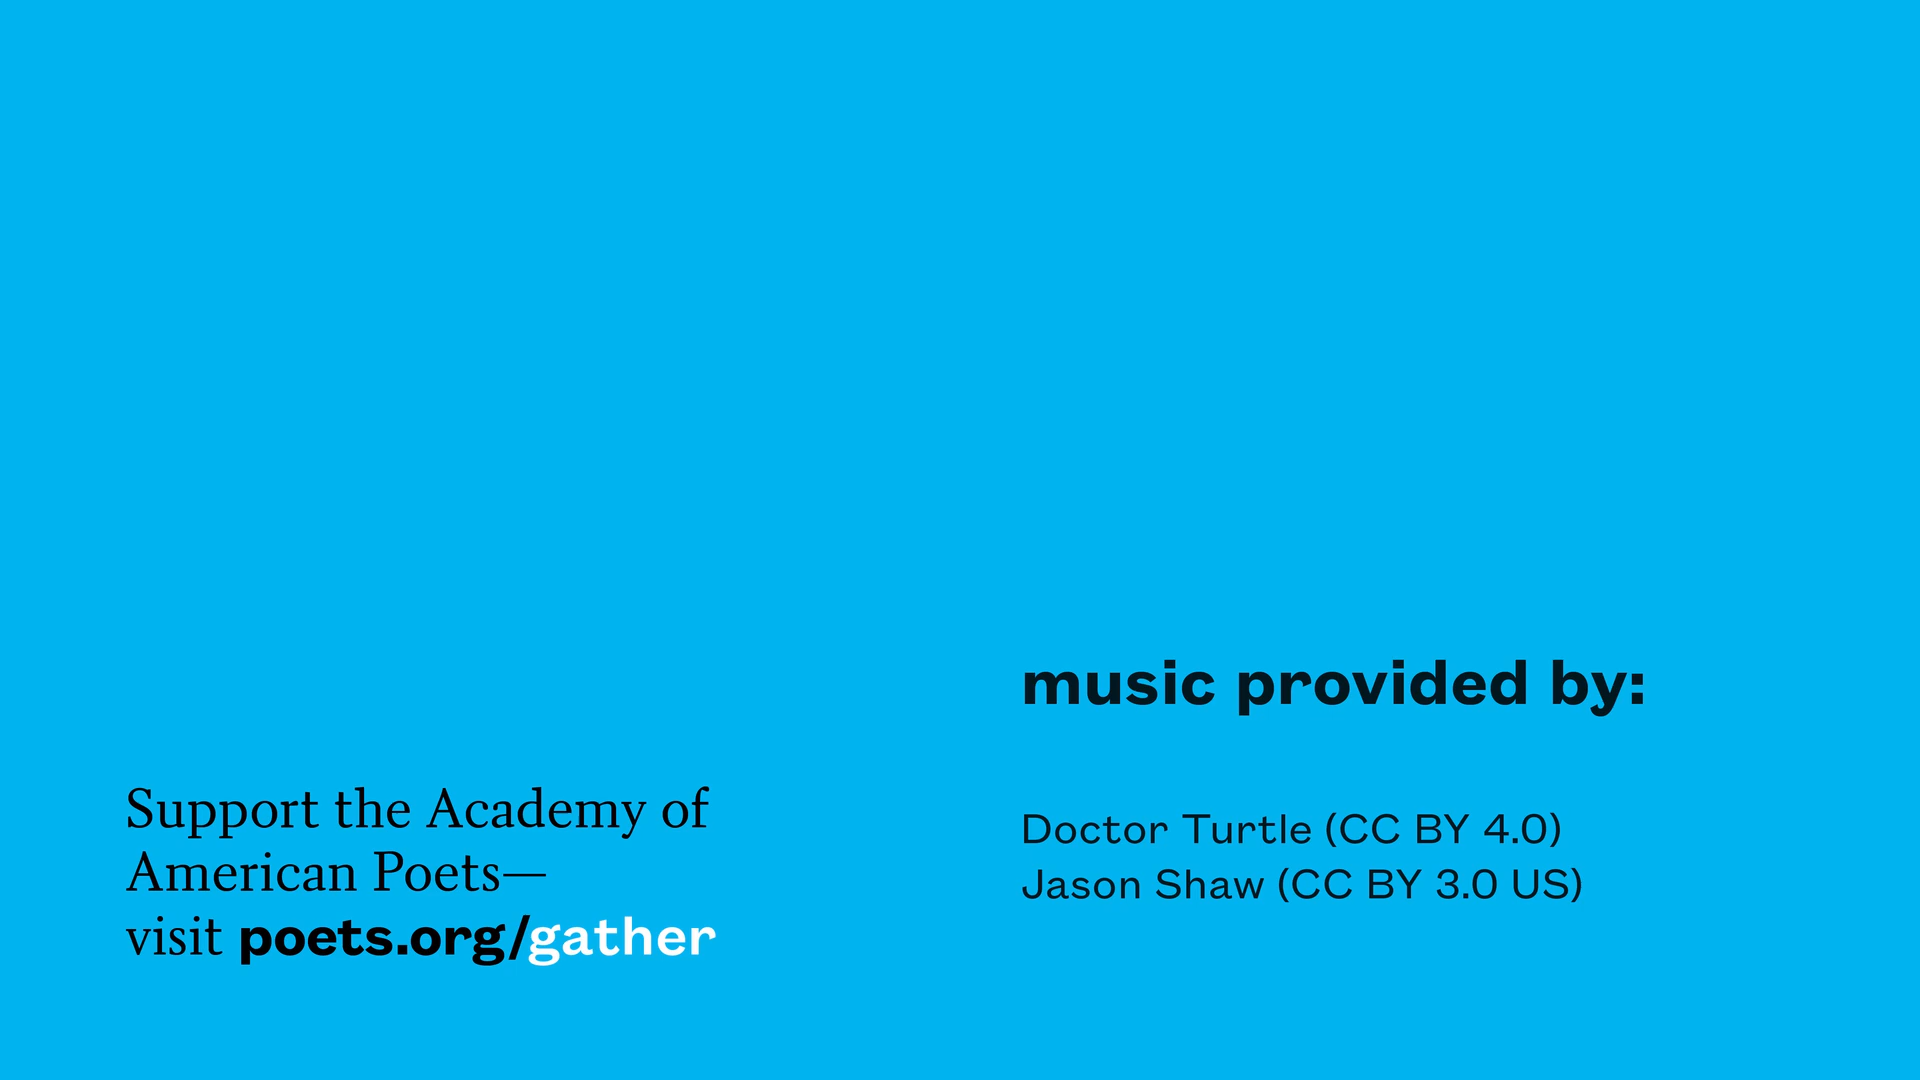 Support the Academy of
American Poets—
visit poets.org/gather
music provided by:
Doctor Turtle (CC BY 4.0)
Jason Shaw (CC BY 3.0 US)